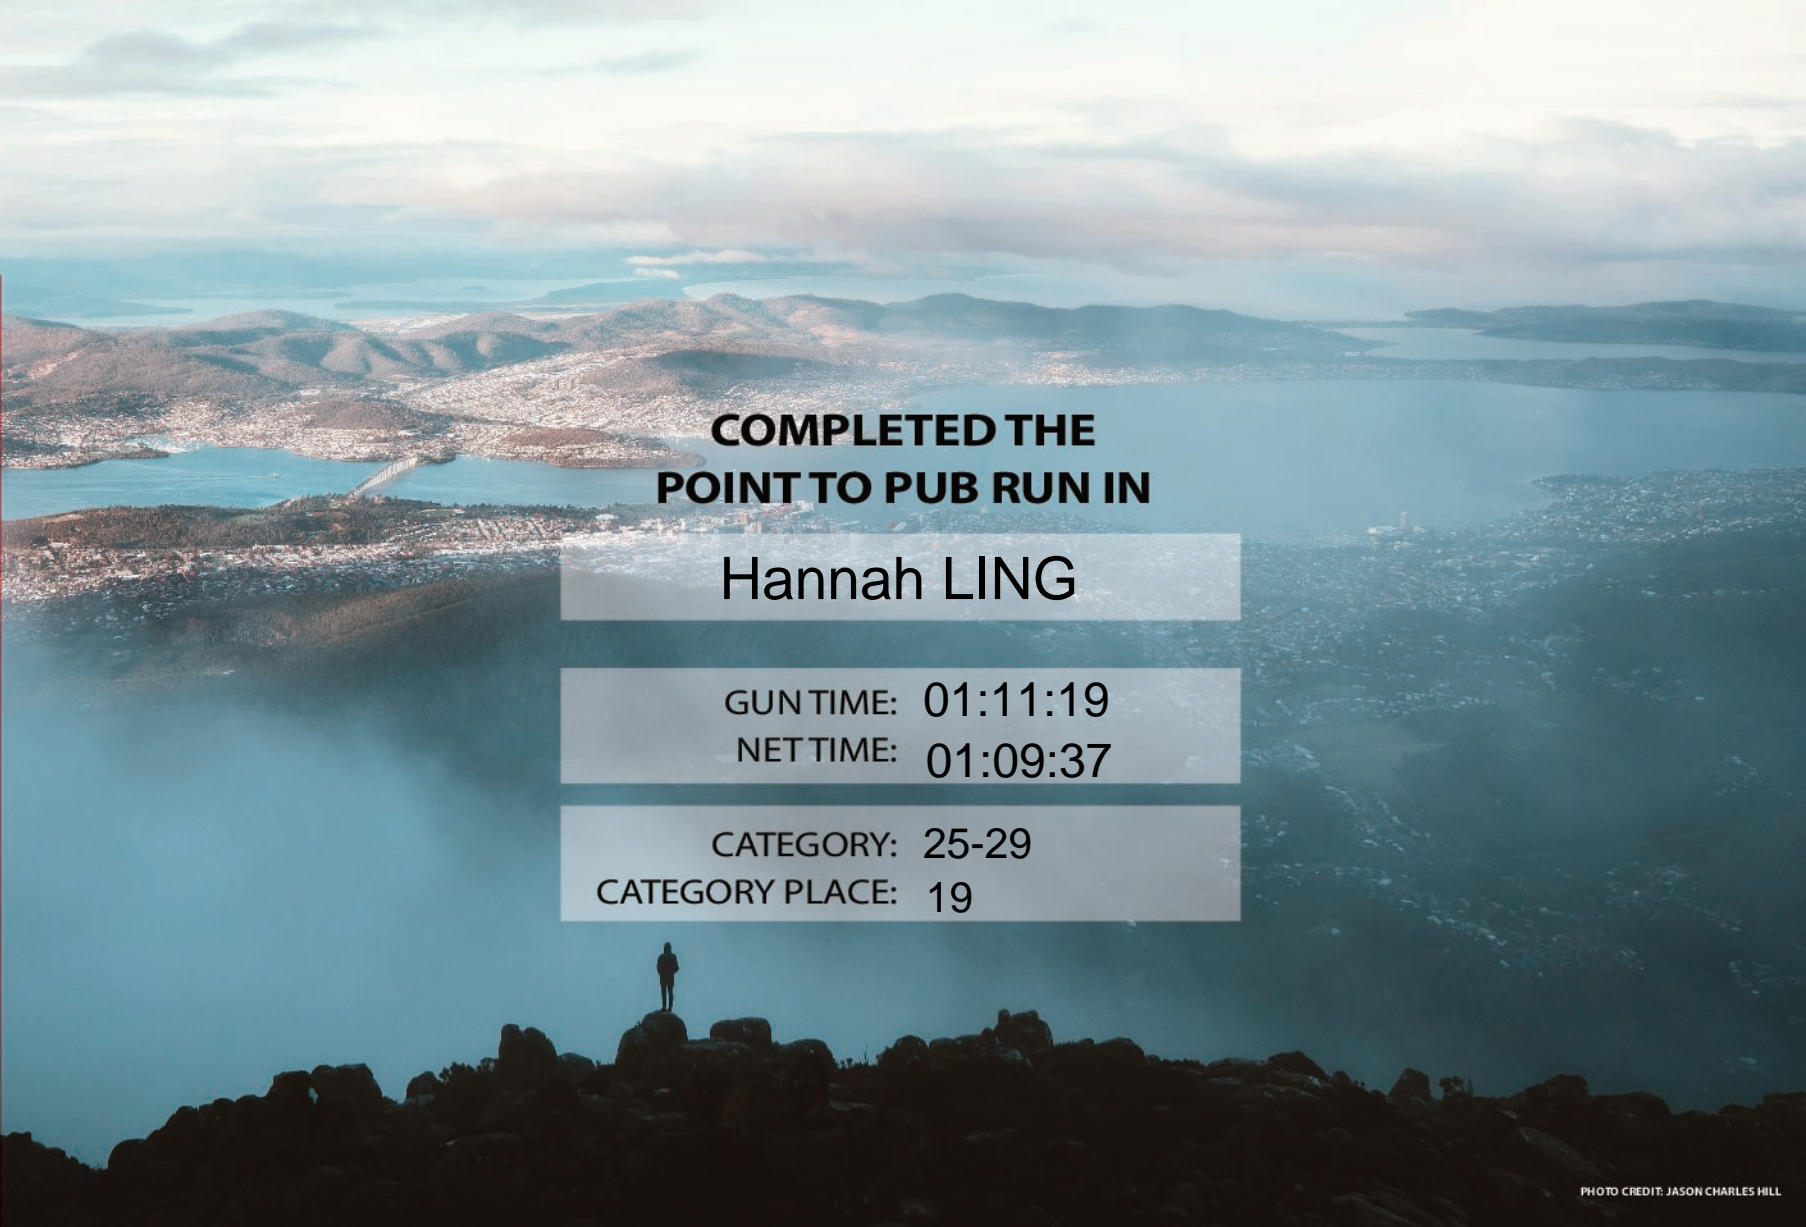 COMPLETED THE
POINT TO PUB RUN IN
Hannah LING
GUN TIME: 01:11:19
NET TIME: 01:09:37
CATEGORY: 25-29
CATEGORY PLACE: 19
PHOTO CREDIT: JASON CHARLES HILL